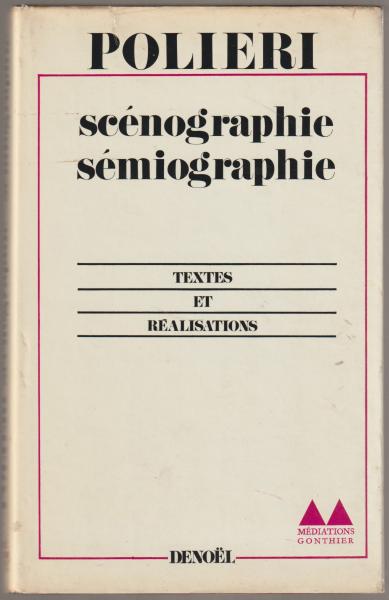 POLIERI
scénographie
sémiographie
TEXTES
ET
RÉALISATIONS
MÉDIATIONS
GONTHIER
DENOËL